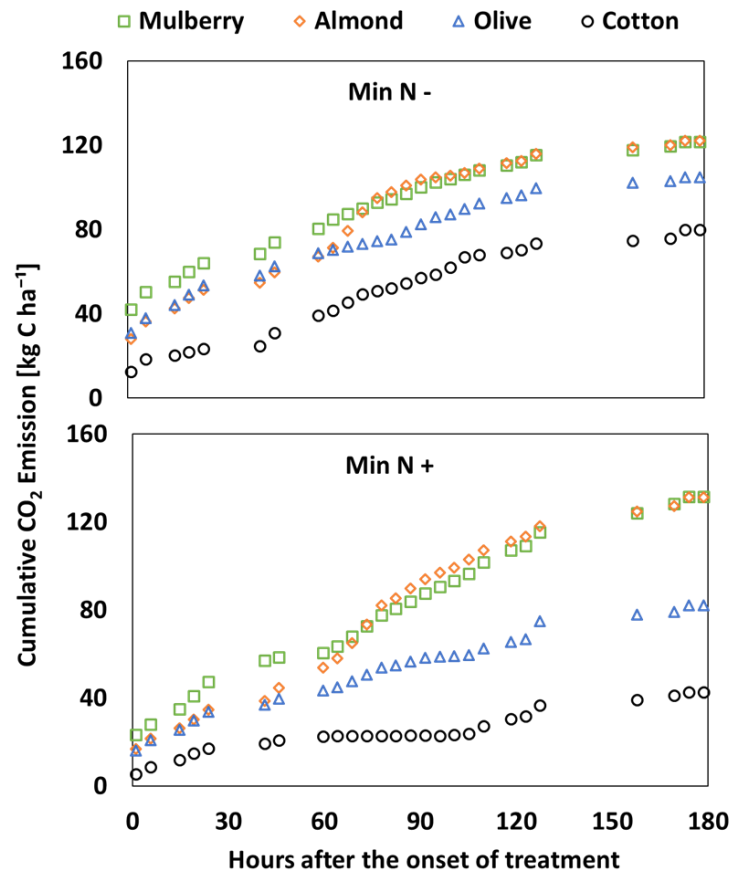 Mulberry Almond Olive Cotton
160
Min N -
120
80
40
0
160
Min N +
120
80
40
0
0 30 60 90 120 150 180
Hours after the onset of treatment
Cumulative CO₂ Emission [kg C ha⁻¹]